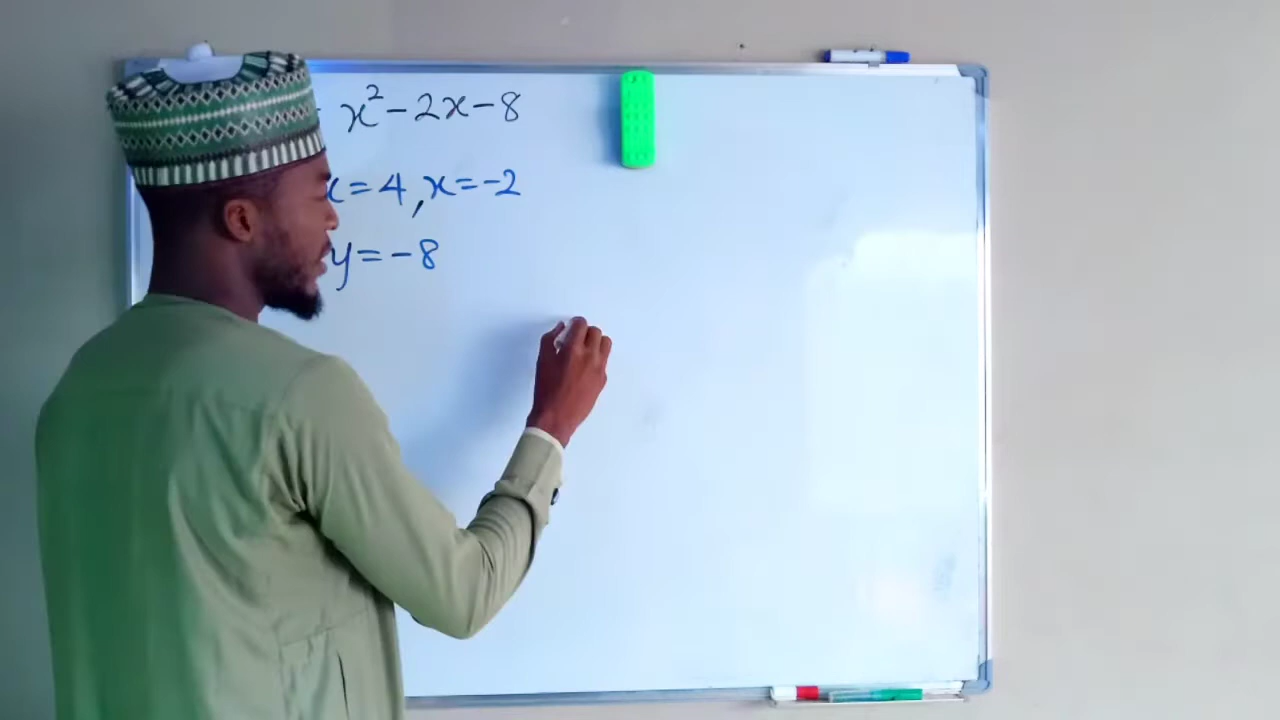 x² - 2x - 8
x = 4, x = -2
y = -8